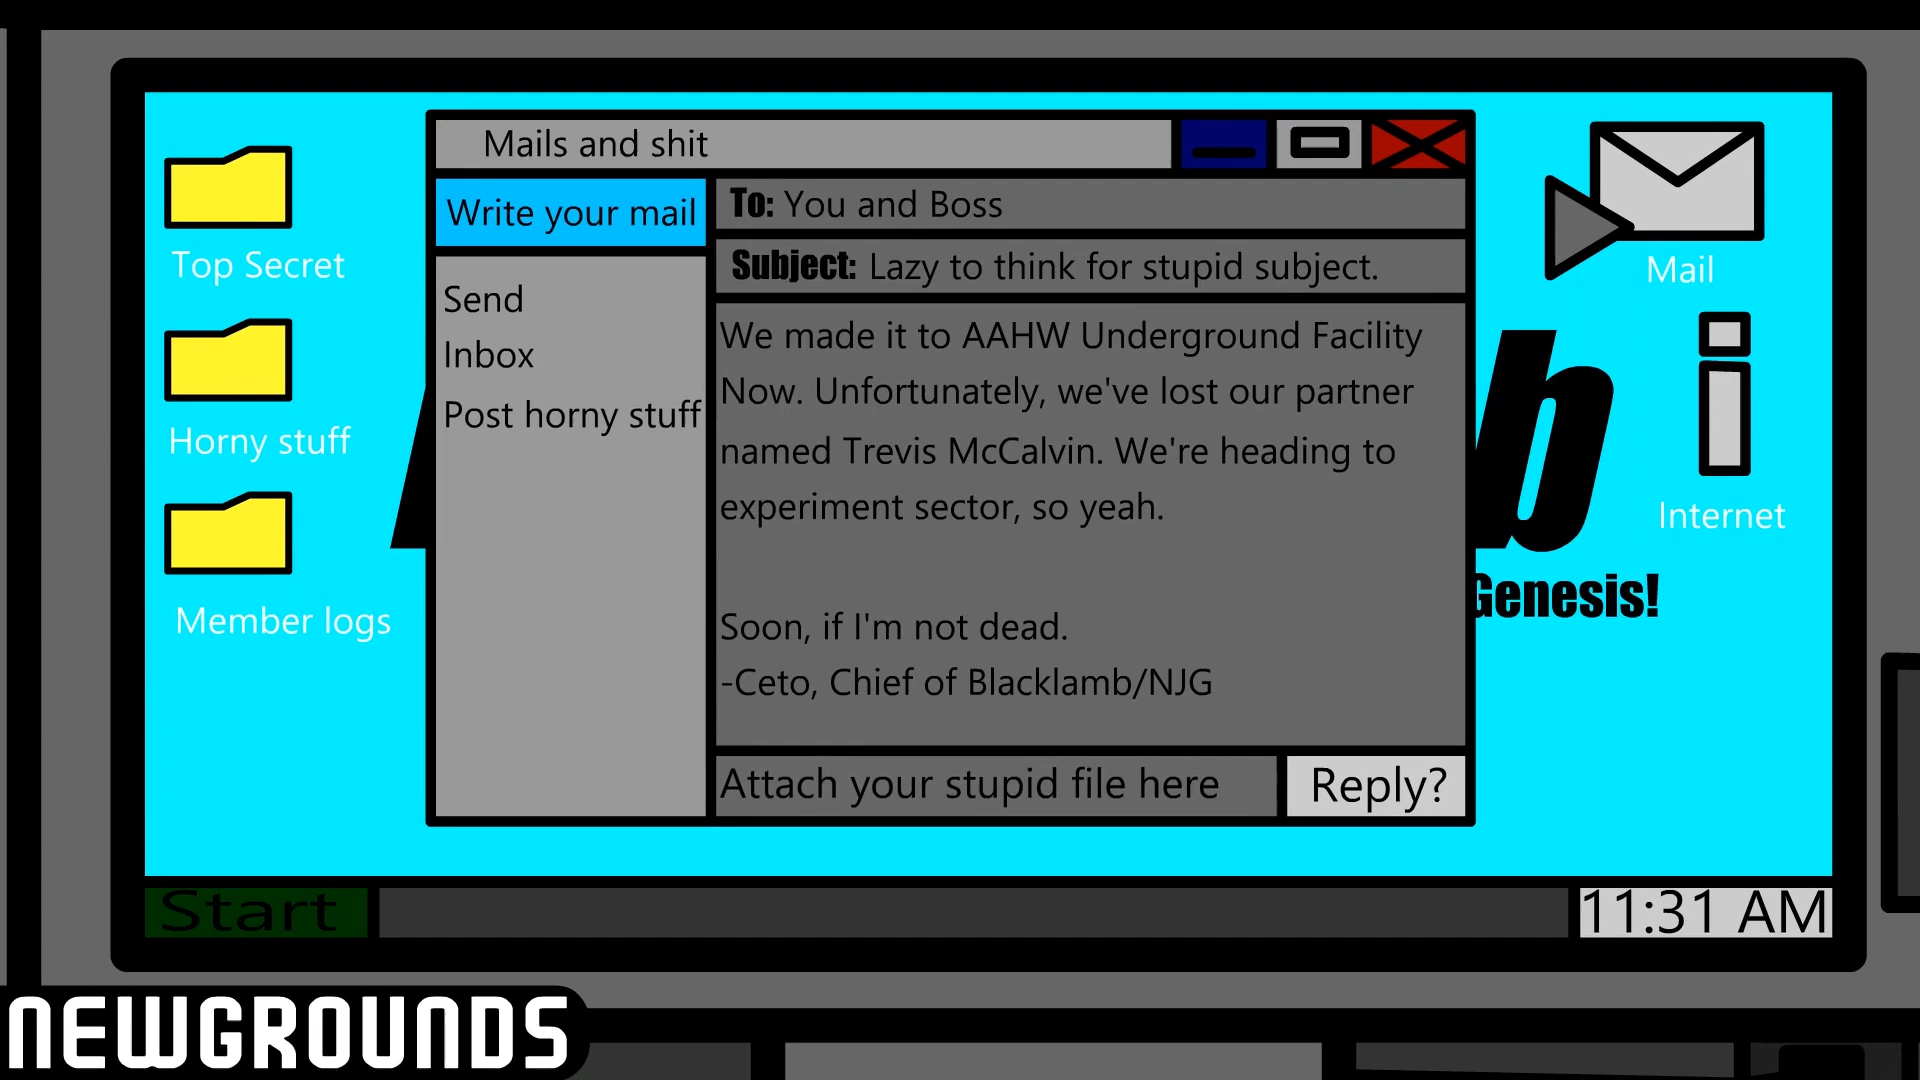 Mails and shit
Write your mail
Send
Inbox
Post horny stuff
To: You and Boss
Subject: Lazy to think for stupid subject.
We made it to AAHW Underground Facility
Now. Unfortunately, we've lost our partner
named Trevis McCalvin. We're heading to
experiment sector, so yeah.
Soon, if I'm not dead.
-Ceto, Chief of Blacklamb/NJG
Attach your stupid file here
Reply?
Top Secret
Horny stuff
Member logs
Mail
Internet
b
Genesis!
Start
11:31 AM
NEWGROUNDS